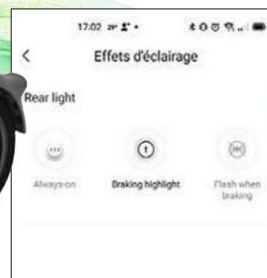 17.02
Effets d'éclairage
Rear light
Always-on
Braking highlight
Flash when
braking